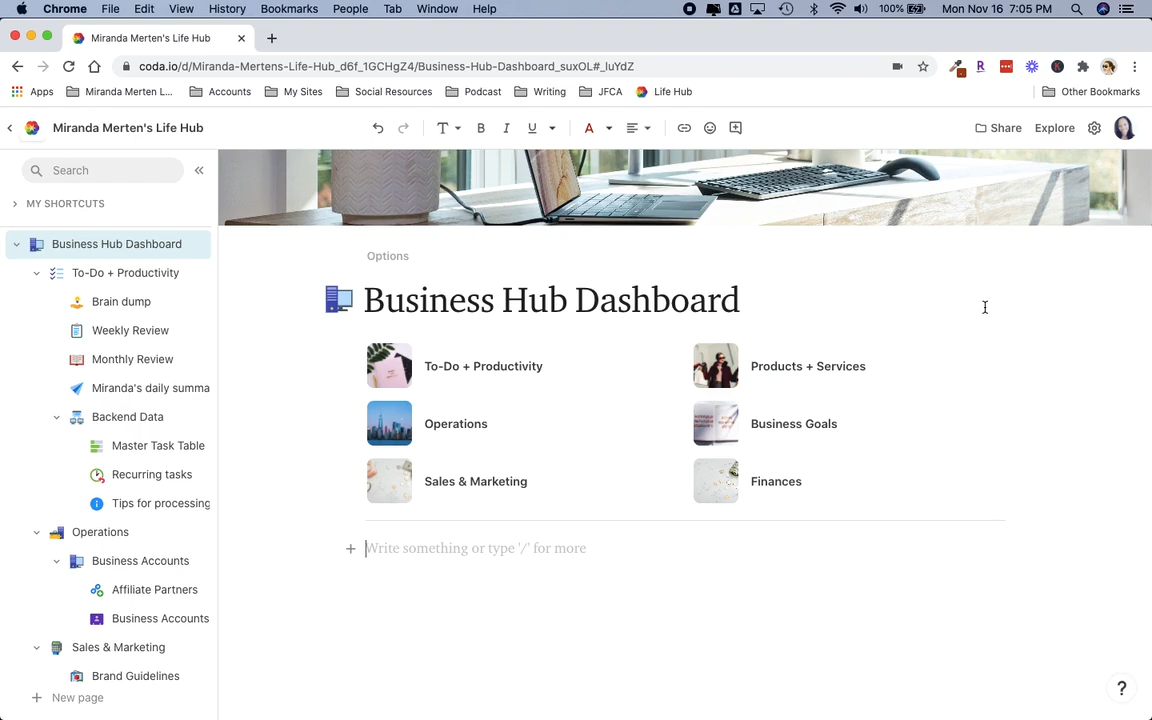 Chrome File Edit View History Bookmarks People Tab Window Help 100% Mon Nov 16 7:05 PM
Miranda Merten's Life Hub
coda.io/d/Miranda-Mertens-Life-Hub_d6f_1GCHgZ4/Business-Hub-Dashboard_suxOL#_luYdZ
Apps Miranda Merten L... Accounts My Sites Social Resources Podcast Writing JFCA Life Hub Other Bookmarks
Miranda Merten's Life Hub T B I U A Share Explore
Search
MY SHORTCUTS
Business Hub Dashboard
To-Do + Productivity
Brain dump
Weekly Review
Monthly Review
Miranda's daily summa
Backend Data
Master Task Table
Recurring tasks
Tips for processing
Operations
Business Accounts
Affiliate Partners
Business Accounts
Sales & Marketing
Brand Guidelines
New page
Options
Business Hub Dashboard
To-Do + Productivity Products + Services
Operations Business Goals
Sales & Marketing Finances
Write something or type '/' for more
?